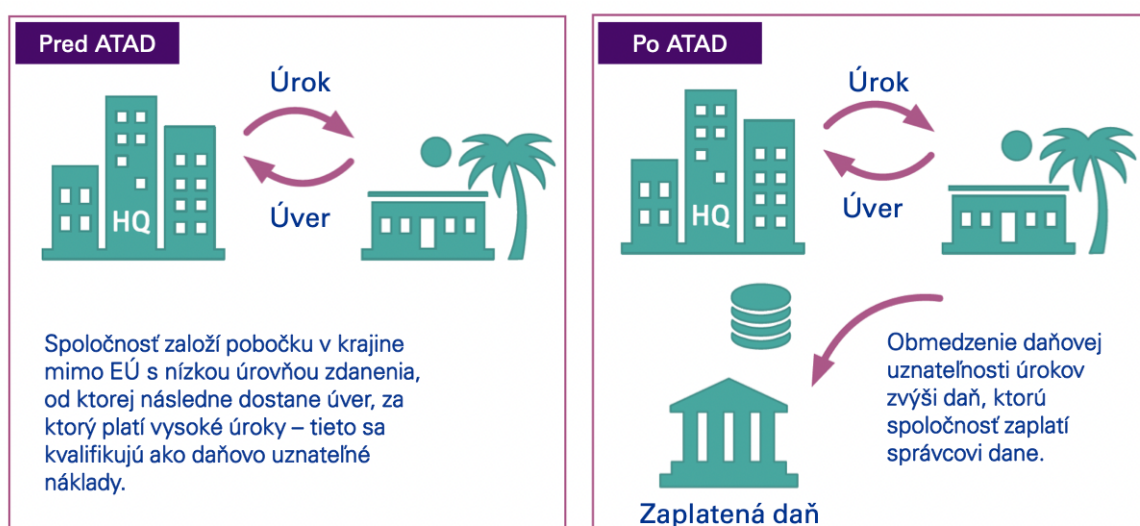 Pred ATAD
Úrok
HQ
Úver
Spoločnosť založí pobočku v krajine
mimo EÚ s nízkou úrovňou zdanenia,
od ktorej následne dostane úver, za
ktorý platí vysoké úroky – tieto sa
kvalifikujú ako daňovo uznateľné
náklady.
Po ATAD
Úrok
HQ
Úver
Obmedzenie daňovej
uznateľnosti úrokov
zvýši daň, ktorú
spoločnosť zaplatí
správcovi dane.
Zaplatená daň